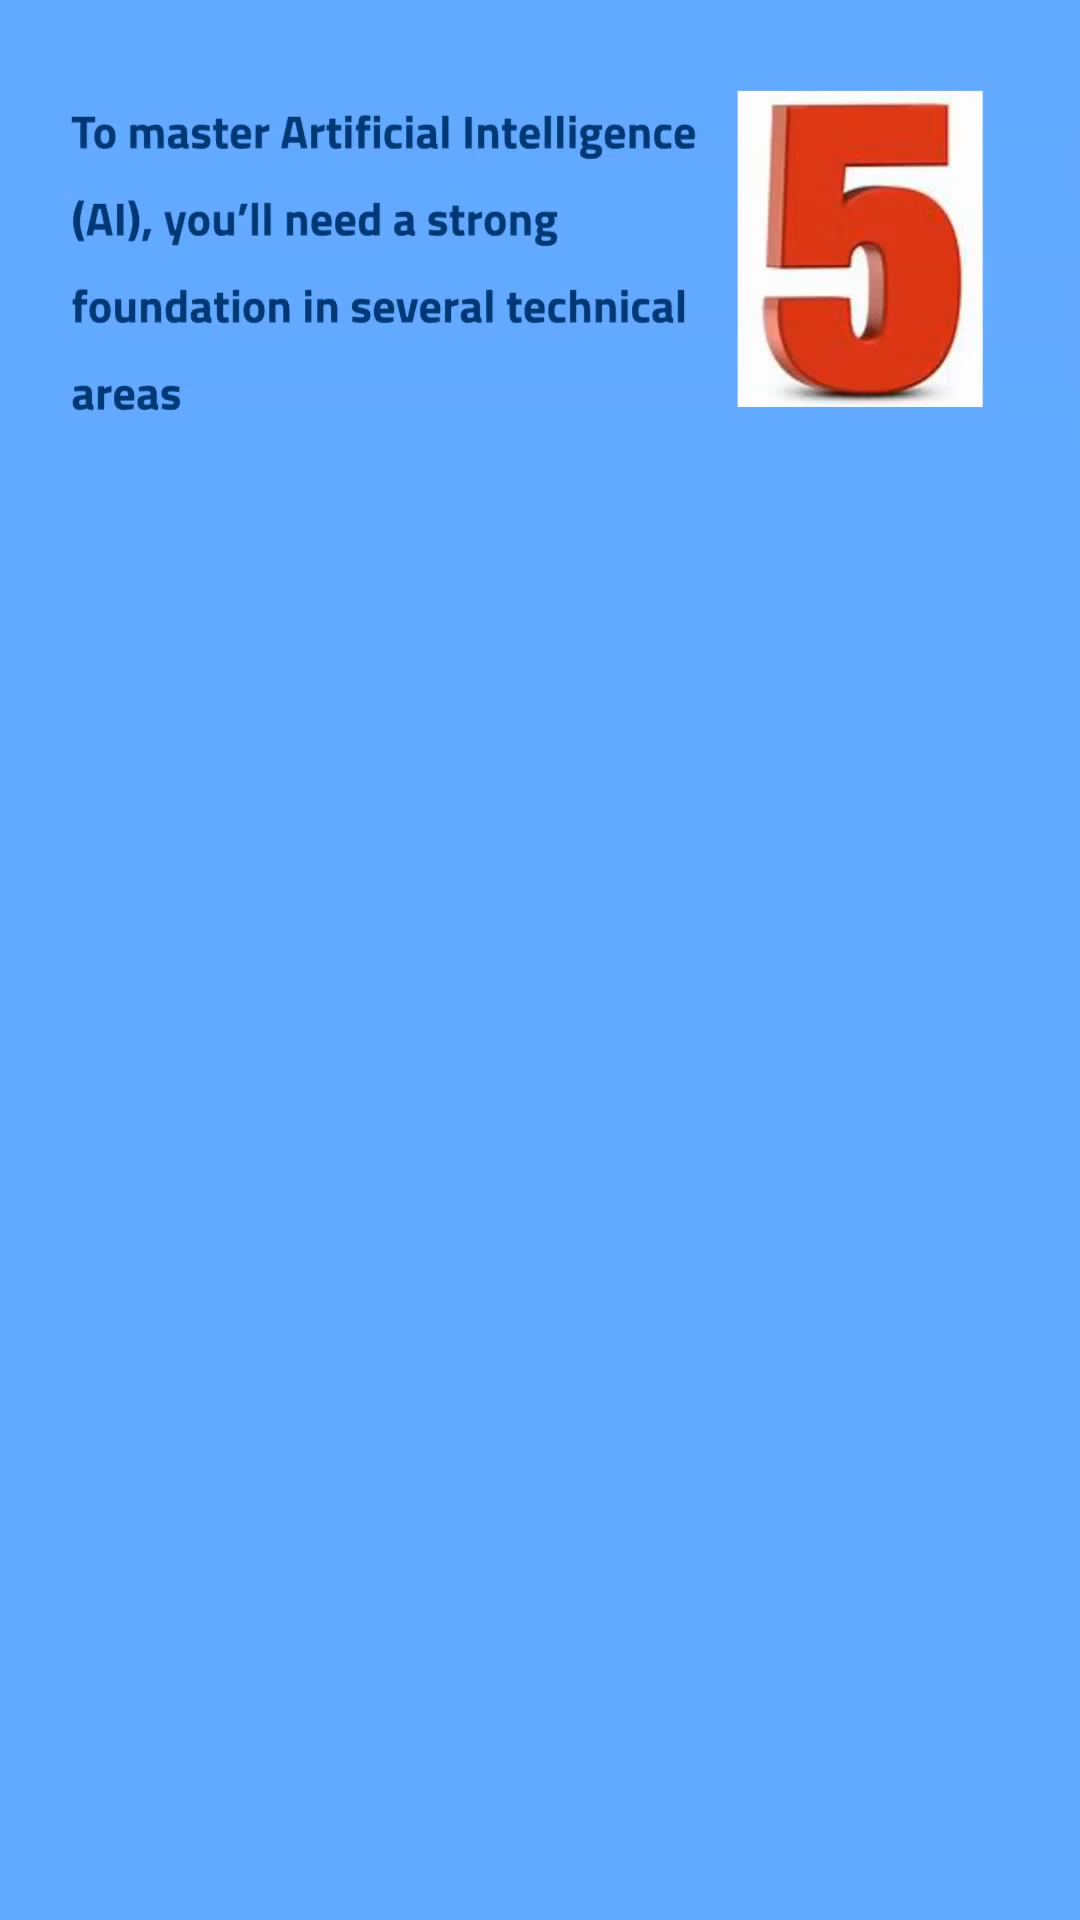 To master Artificial Intelligence
(AI), you’ll need a strong
foundation in several technical
areas
5